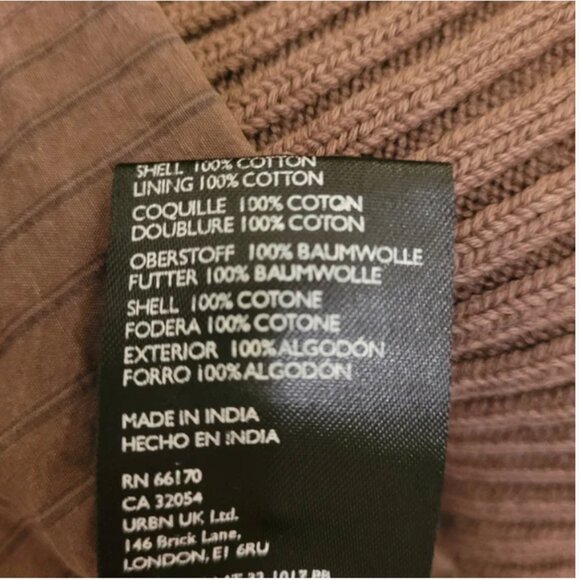 SHELL 100% COTTON
LINING 100% COTTON
COQUILLE 100% COTON
DOUBLURE 100% COTON
OBERSTOFF 100% BAUMWOLLE
FUTTER 100% BAUMWOLLE
SHELL 100% COTONE
FODERA 100% COTONE
EXTERIOR 100% ALGODÓN
FORRO 100% ALGODÓN
MADE IN INDIA
HECHO EN INDIA
RN 66170
CA 32054
URBN UK Ltd.
146 Brick Lane,
LONDON, E1 6RU